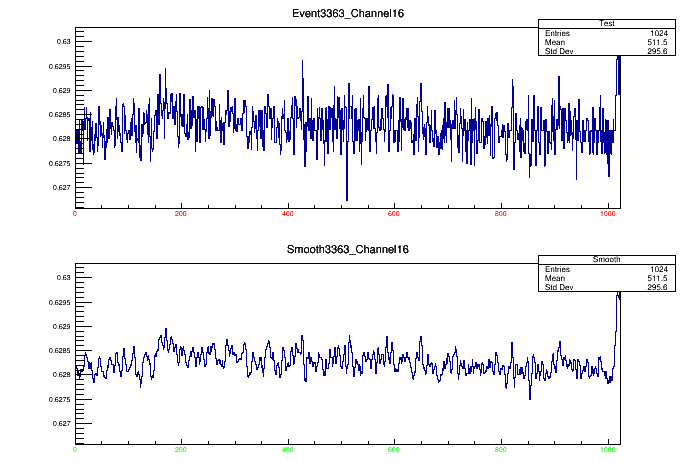 Event3363_Channel16
Test
Entries 1024
Mean 511.5
Std Dev 295.6
0.63
0.6295
0.629
0.6285
0.628
0.6275
0.627
0 200 400 600 800 1000
Smooth3363_Channel16
Smooth
Entries 1024
Mean 511.5
Std Dev 295.6
0.63
0.6295
0.629
0.6285
0.628
0.6275
0.627
0 200 400 600 800 1000